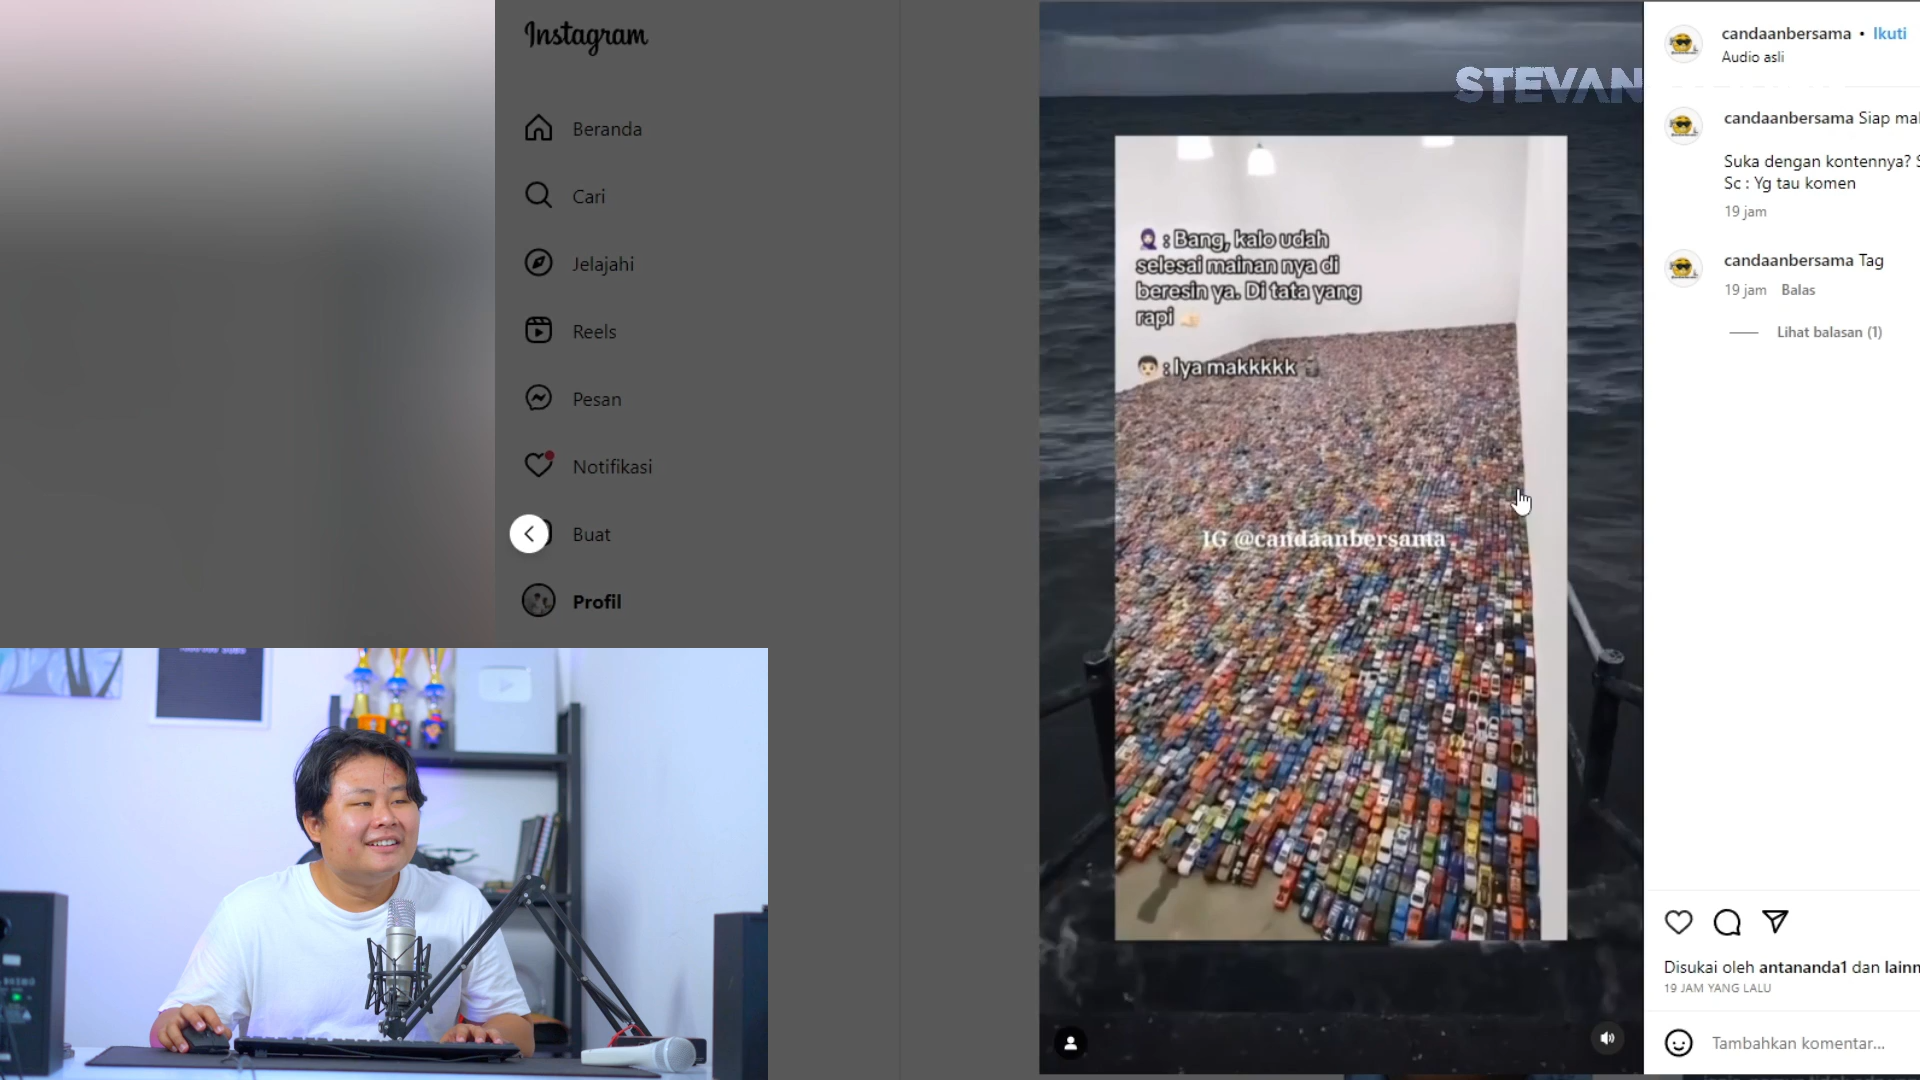 Instagram
Beranda
Cari
Jelajahi
Reels
Pesan
Notifikasi
Buat
Profil
STEVAN
: Bang, kalo udah
selesai mainan nya di
beresin ya. Di tata yang
rapi
: Iya makkkkk
IG @candaanbersama
candaanbersama • Ikuti
Audio asli
candaanbersama Siap
Suka dengan kontennya?
Sc : Yg tau komen
19 jam
candaanbersama Tag
19 jam Balas
Lihat balasan (1)
Disukai oleh antananda1 dan
19 JAM YANG LALU
Tambahkan komentar...